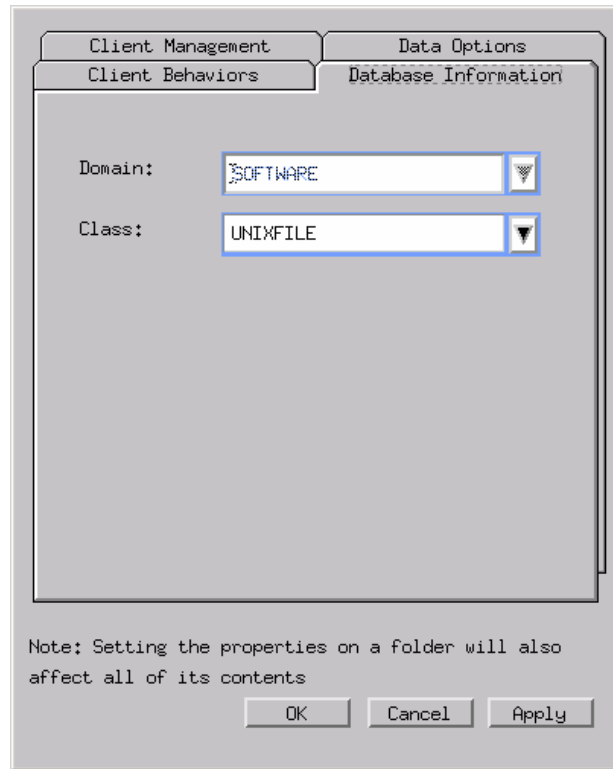 Client Management
Data Options
Client Behaviors
Database Information
Domain:
SOFTWARE
Class:
UNIXFILE
Note: Setting the properties on a folder will also
affect all of its contents
OK
Cancel
Apply